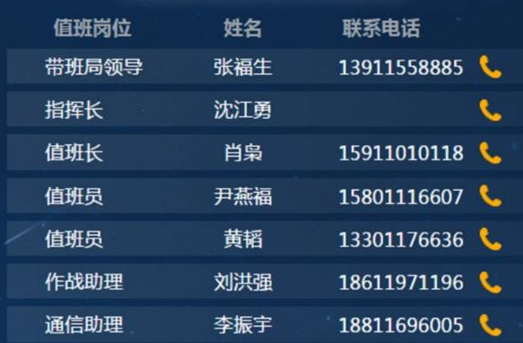 值班岗位 姓名 联系电话
带班局领导 张福生 13911558885
指挥长 沈江勇
值班长 肖枭 15911010118
值班员 尹燕福 15801116607
值班员 黄韬 13301176636
作战助理 刘洪强 18611971196
通信助理 李振宇 18811696005